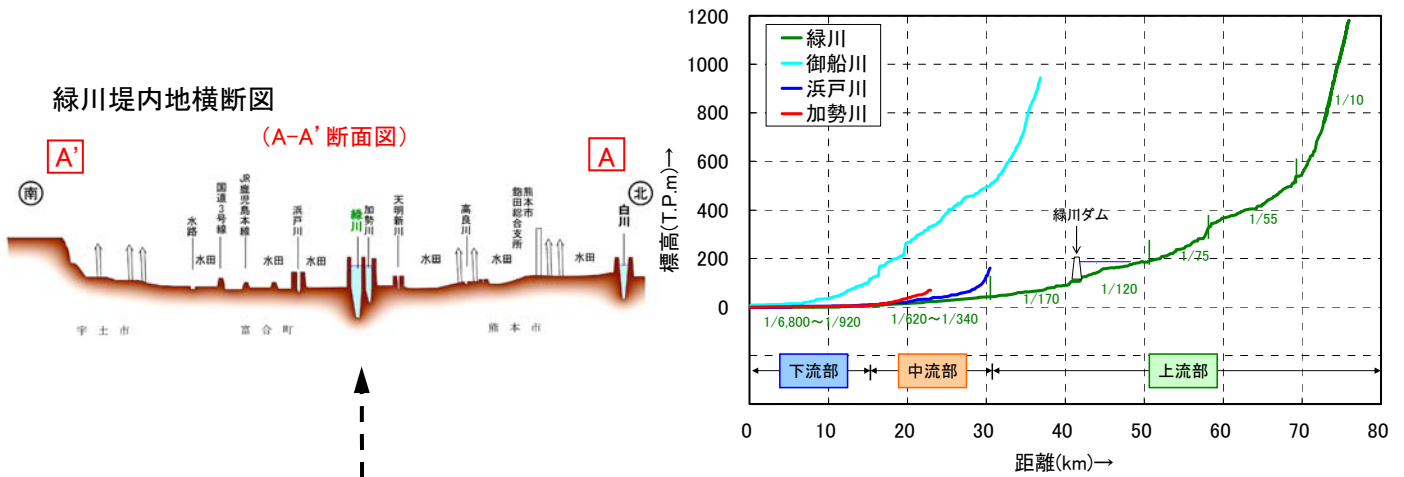 緑川堤内地横断図
(A-A'断面図)
A'
A
南
北
水路
国道3号線
JR鹿児島本線
浜戸川
緑川
加勢川
天明新川
高良川
熊本市
飽田総合支所
白川
水田
水田
水田
水田
水田
水田
宇土市
富合町
熊本市
緑川
御船川
浜戸川
加勢川
標高(T.P.m)→
1200
1000
800
600
400
200
0
緑川ダム
1/6,800～1/920
1/620～1/340
1/170
1/120
1/75
1/55
1/10
下流部
中流部
上流部
0
10
20
30
40
50
60
70
80
距離(km)→